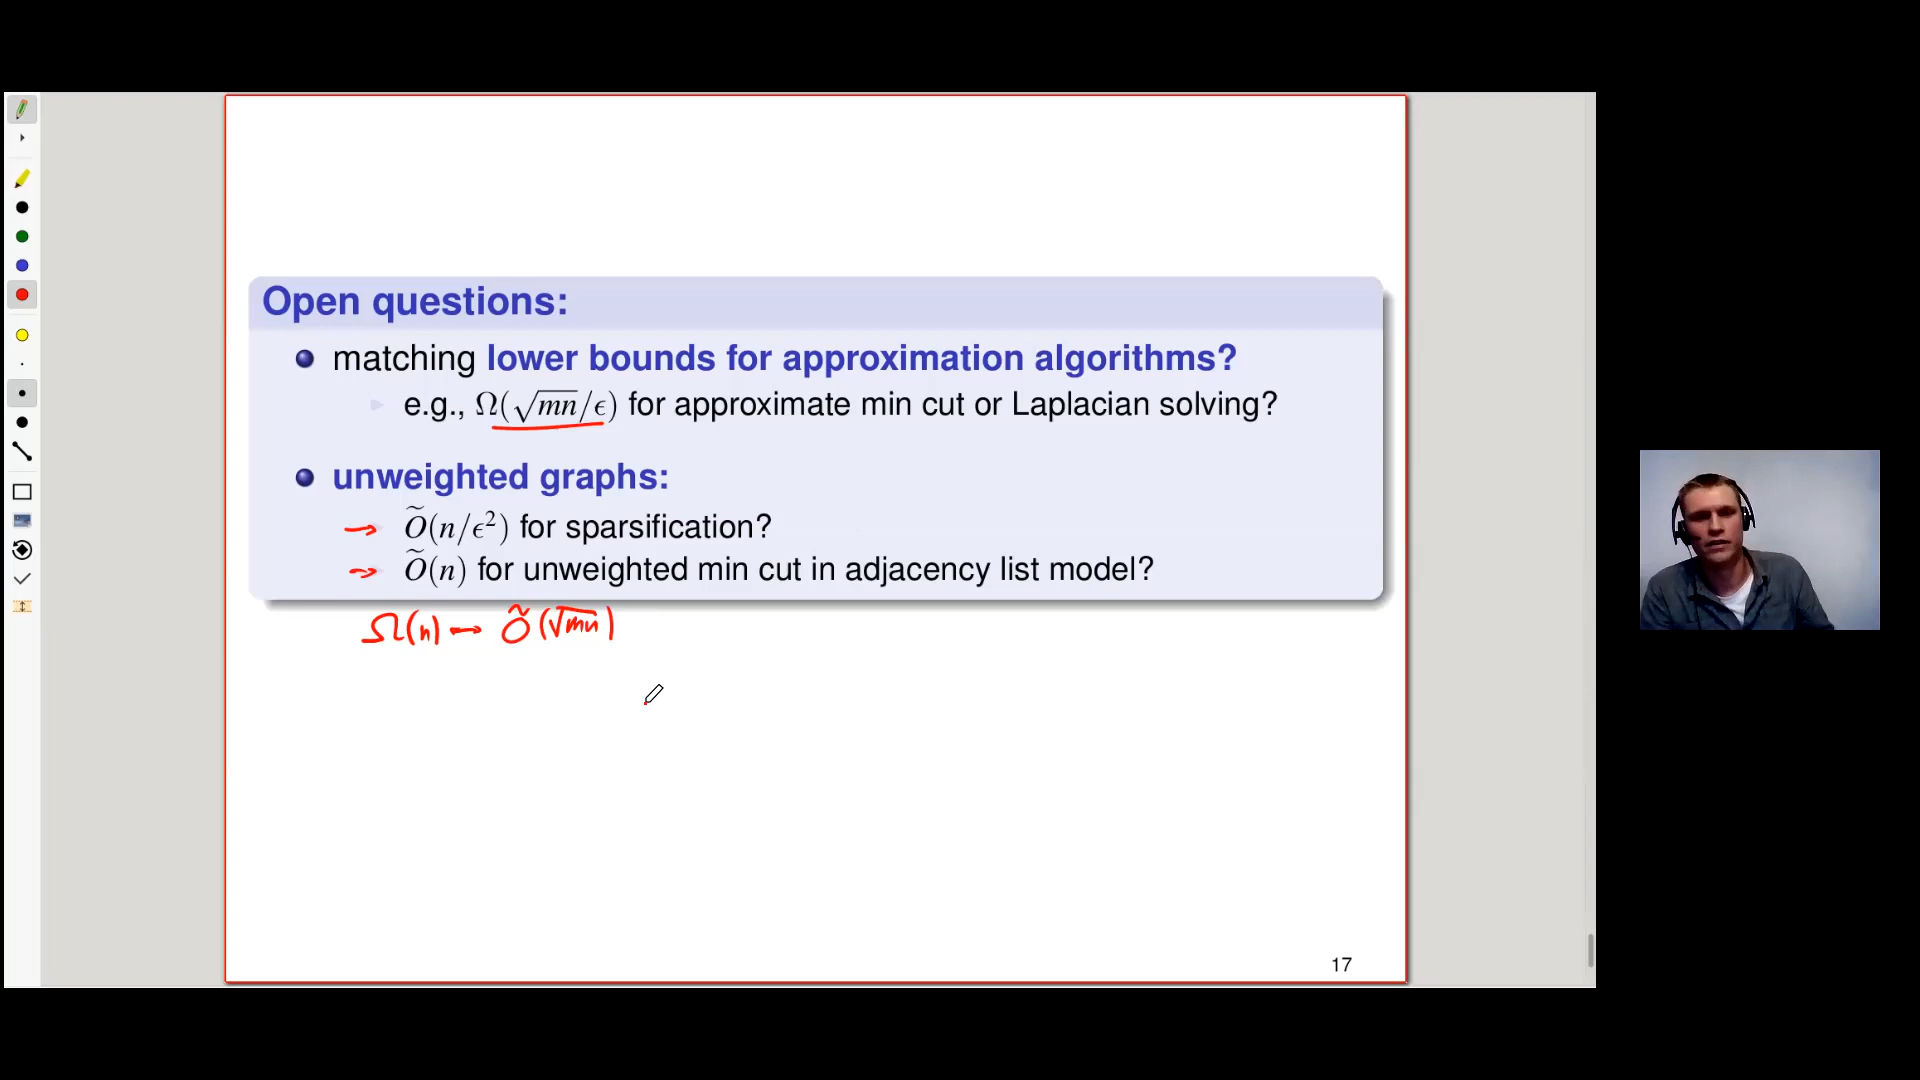 Open questions:
matching lower bounds for approximation algorithms?
e.g., Ω(√mn/ϵ) for approximate min cut or Laplacian solving?
unweighted graphs:
Õ(n/ϵ²) for sparsification?
Õ(n) for unweighted min cut in adjacency list model?
Ω(n) — Õ(√mn)
17